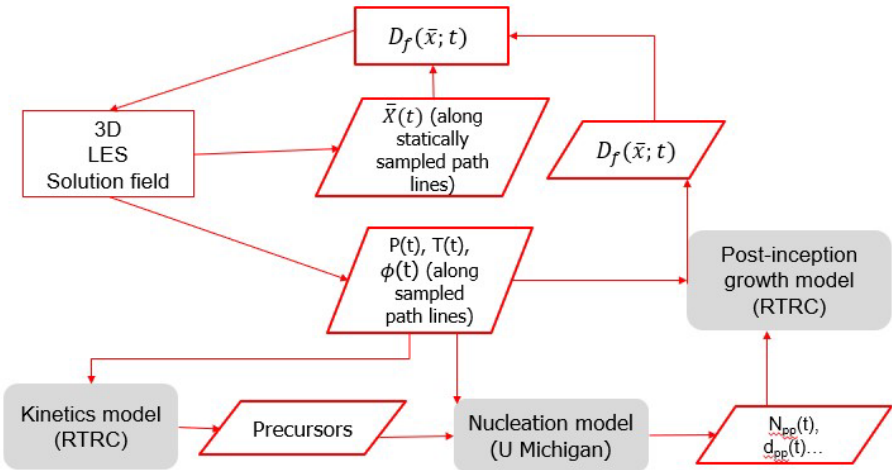 D_f(x̄; t)
3D
LES
Solution field
X̄(t) (along
statically
sampled path
lines)
D_f(x̄; t)
P(t), T(t),
ϕ(t) (along
sampled
path lines)
Post-inception
growth model
(RTRC)
Kinetics model
(RTRC)
Precursors
Nucleation model
(U Michigan)
N_pp(t),
d_pp(t)...